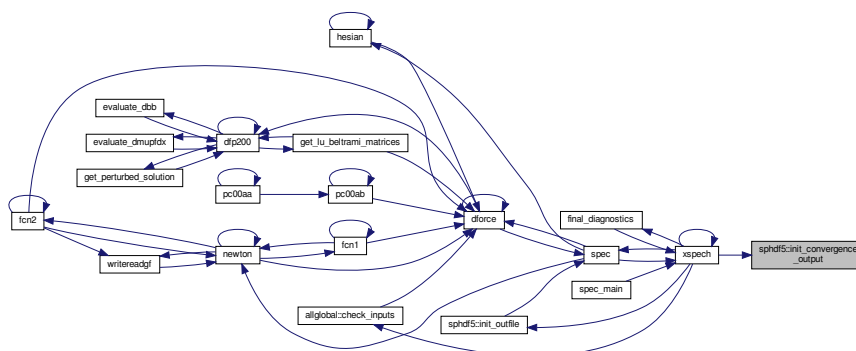 hesian
evaluate_dbb
evaluate_dmupfdx
dfp200
get_lu_beltrami_matrices
get_perturbed_solution
pc00aa
pc00ab
fcn2
dforce
final_diagnostics
fcn1
newton
writereadgf
spec
xspech
sphdf5::init_convergence
_output
spec_main
allglobal::check_inputs
sphdf5::init_outfile